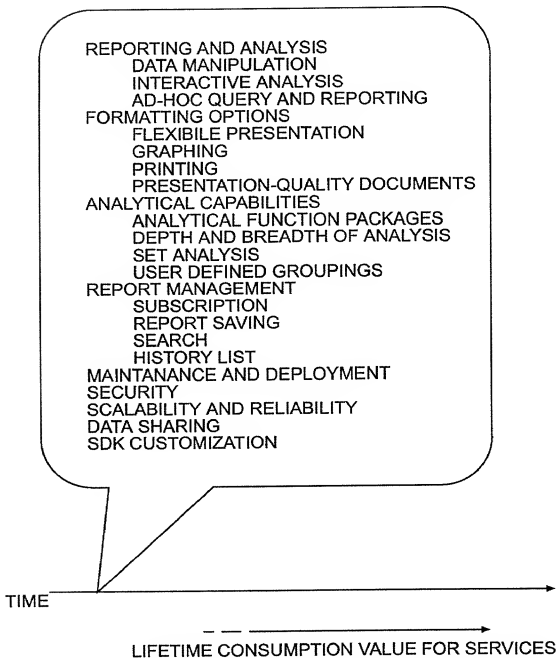 REPORTING AND ANALYSIS
DATA MANIPULATION
INTERACTIVE ANALYSIS
AD-HOC QUERY AND REPORTING
FORMATTING OPTIONS
FLEXIBILE PRESENTATION
GRAPHING
PRINTING
PRESENTATION-QUALITY DOCUMENTS
ANALYTICAL CAPABILITIES
ANALYTICAL FUNCTION PACKAGES
DEPTH AND BREADTH OF ANALYSIS
SET ANALYSIS
USER DEFINED GROUPINGS
REPORT MANAGEMENT
SUBSCRIPTION
REPORT SAVING
SEARCH
HISTORY LIST
MAINTANANCE AND DEPLOYMENT
SECURITY
SCALABILITY AND RELIABILITY
DATA SHARING
SDK CUSTOMIZATION
TIME
LIFETIME CONSUMPTION VALUE FOR SERVICES